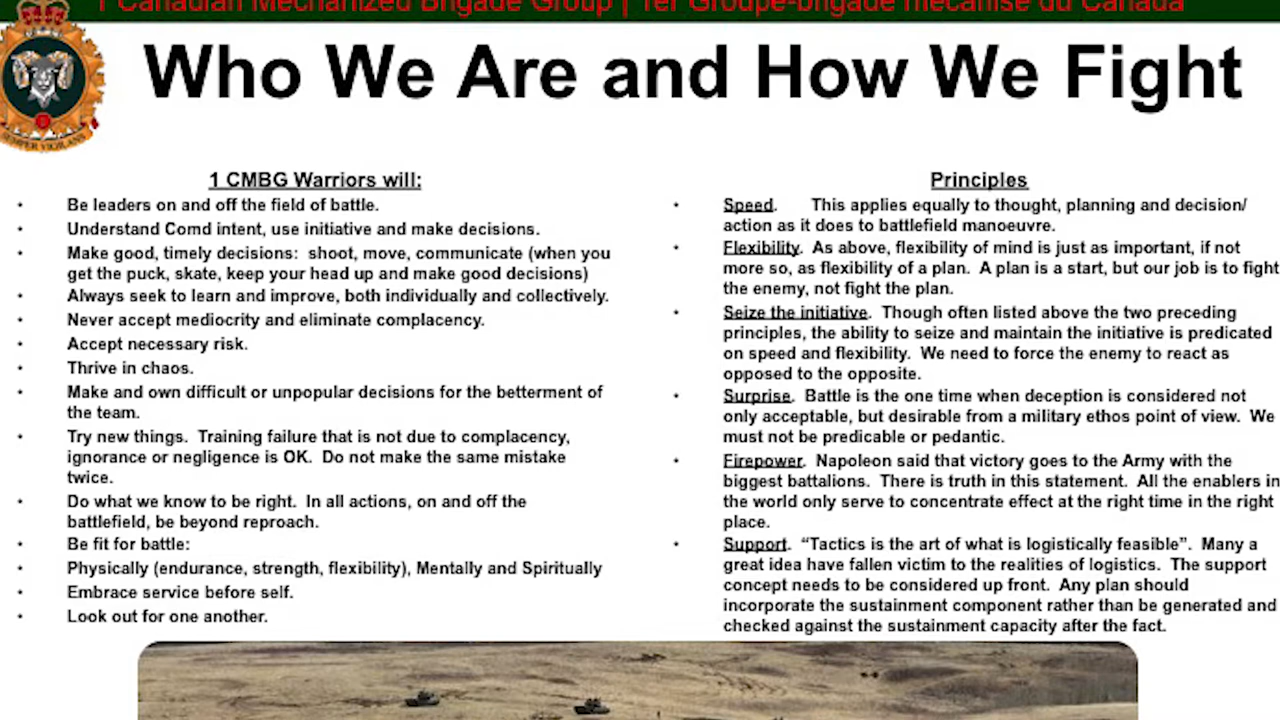 1 Canadian Mechanized Brigade Group | 1er Groupe-brigade mécanisé du Canada
Who We Are and How We Fight
SEMPER VIGILANS
1 CMBG Warriors will:
• Be leaders on and off the field of battle.
• Understand Comd intent, use initiative and make decisions.
• Make good, timely decisions: shoot, move, communicate (when you
get the puck, skate, keep your head up and make good decisions)
• Always seek to learn and improve, both individually and collectively.
• Never accept mediocrity and eliminate complacency.
• Accept necessary risk.
• Thrive in chaos.
• Make and own difficult or unpopular decisions for the betterment of
the team.
• Try new things. Training failure that is not due to complacency,
ignorance or negligence is OK. Do not make the same mistake
twice.
• Do what we know to be right. In all actions, on and off the
battlefield, be beyond reproach.
• Be fit for battle:
• Physically (endurance, strength, flexibility), Mentally and Spiritually
• Embrace service before self.
• Look out for one another.
Principles
• Speed. This applies equally to thought, planning and decision/
action as it does to battlefield manoeuvre.
• Flexibility. As above, flexibility of mind is just as important, if not
more so, as flexibility of a plan. A plan is a start, but our job is to fight
the enemy, not fight the plan.
• Seize the initiative. Though often listed above the two preceding
principles, the ability to seize and maintain the initiative is predicated
on speed and flexibility. We need to force the enemy to react as
opposed to the opposite.
• Surprise. Battle is the one time when deception is considered not
only acceptable, but desirable from a military ethos point of view. We
must not be predicable or pedantic.
• Firepower. Napoleon said that victory goes to the Army with the
biggest battalions. There is truth in this statement. All the enablers in
the world only serve to concentrate effect at the right time in the right
place.
• Support. “Tactics is the art of what is logistically feasible”. Many a
great idea have fallen victim to the realities of logistics. The support
concept needs to be considered up front. Any plan should
incorporate the sustainment component rather than be generated and
checked against the sustainment capacity after the fact.